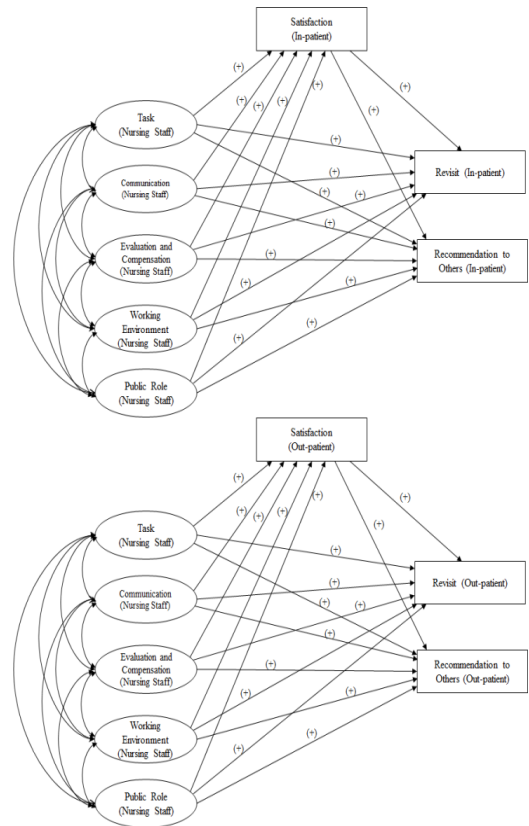 Satisfaction
(In-patient)
(+)
(+)
(+)
(+)
(+)
(+)
Task
(Nursing Staff)
(+)
Communication
(Nursing Staff)
(+)
Revisit (In-patient)
(+)
(+)
Evaluation and
Compensation
(Nursing Staff)
(+)
Recommendation to
Others (In-patient)
Working
Environment
(Nursing Staff)
(+)
(+)
(+)
(+)
Public Role
(Nursing Staff)
Satisfaction
(Out-patient)
(+)
(+)
(+)
(+)
(+)
(+)
Task
(Nursing Staff)
(+)
Communication
(Nursing Staff)
(+)
Revisit (Out-patient)
(+)
(+)
Evaluation and
Compensation
(Nursing Staff)
(+)
Recommendation to
Others (Out-patient)
Working
Environment
(Nursing Staff)
(+)
(+)
(+)
(+)
Public Role
(Nursing Staff)